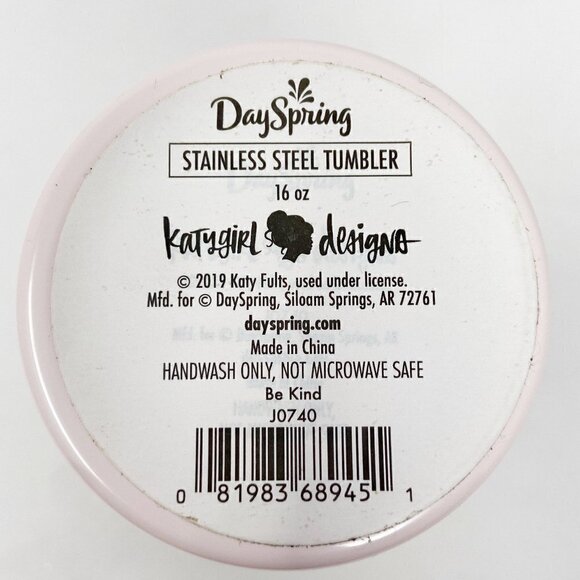 DaySpring
STAINLESS STEEL TUMBLER
16 oz
katygirl designs
© 2019 Katy Fults, used under license.
Mfd. for © DaySpring, Siloam Springs, AR 72761
dayspring.com
Made in China
HANDWASH ONLY, NOT MICROWAVE SAFE
Be Kind
J0740
0 81983 68945 1